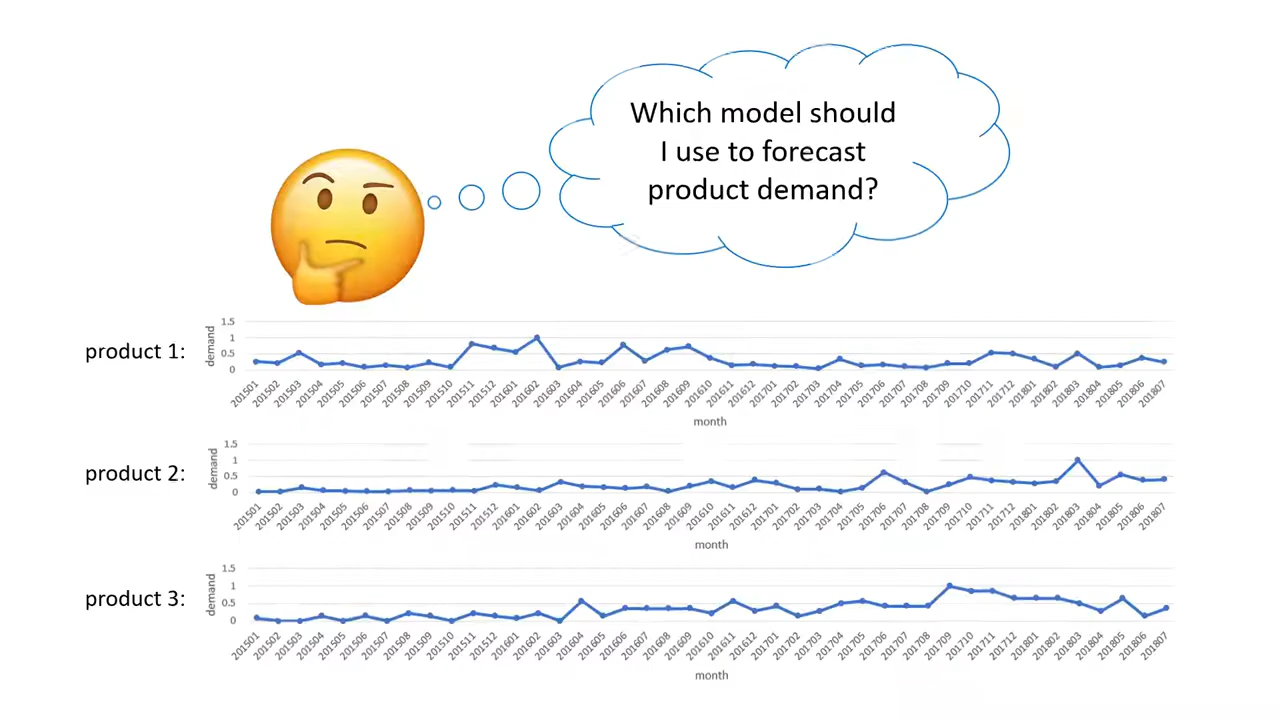 Which model should
I use to forecast
product demand?
product 1:
demand
1.5
1
0.5
0
201501 201502 201503 201504 201505 201506 201507 201508 201509 201510 201511 201512 201601 201602 201603 201604 201605 201606 201607 201608 201609 201610 201611 201612 201701 201702 201703 201704 201705 201706 201707 201708 201709 201710 201711 201712 201801 201802 201803 201804 201805 201806 201807
month
product 2:
demand
1.5
1
0.5
0
201501 201502 201503 201504 201505 201506 201507 201508 201509 201510 201511 201512 201601 201602 201603 201604 201605 201606 201607 201608 201609 201610 201611 201612 201701 201702 201703 201704 201705 201706 201707 201708 201709 201710 201711 201712 201801 201802 201803 201804 201805 201806 201807
month
product 3:
demand
1.5
1
0.5
0
201501 201502 201503 201504 201505 201506 201507 201508 201509 201510 201511 201512 201601 201602 201603 201604 201605 201606 201607 201608 201609 201610 201611 201612 201701 201702 201703 201704 201705 201706 201707 201708 201709 201710 201711 201712 201801 201802 201803 201804 201805 201806 201807
month